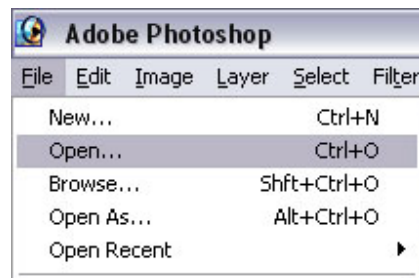 Adobe Photoshop
File Edit Image Layer Select Filter
New... Ctrl+N
Open... Ctrl+O
Browse... Shft+Ctrl+O
Open As... Alt+Ctrl+O
Open Recent